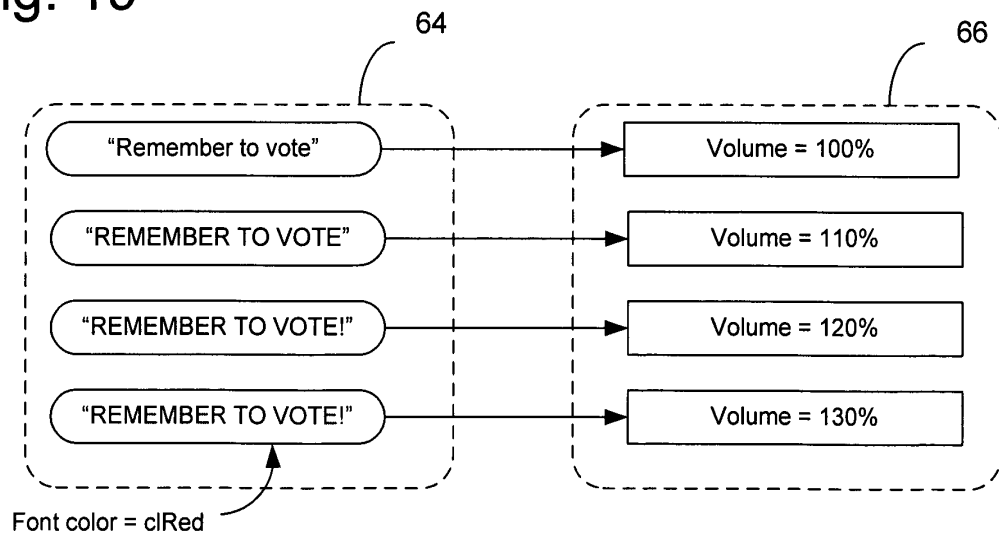 64
66
“Remember to vote”
Volume = 100%
“REMEMBER TO VOTE”
Volume = 110%
“REMEMBER TO VOTE!”
Volume = 120%
“REMEMBER TO VOTE!”
Volume = 130%
Font color = clRed